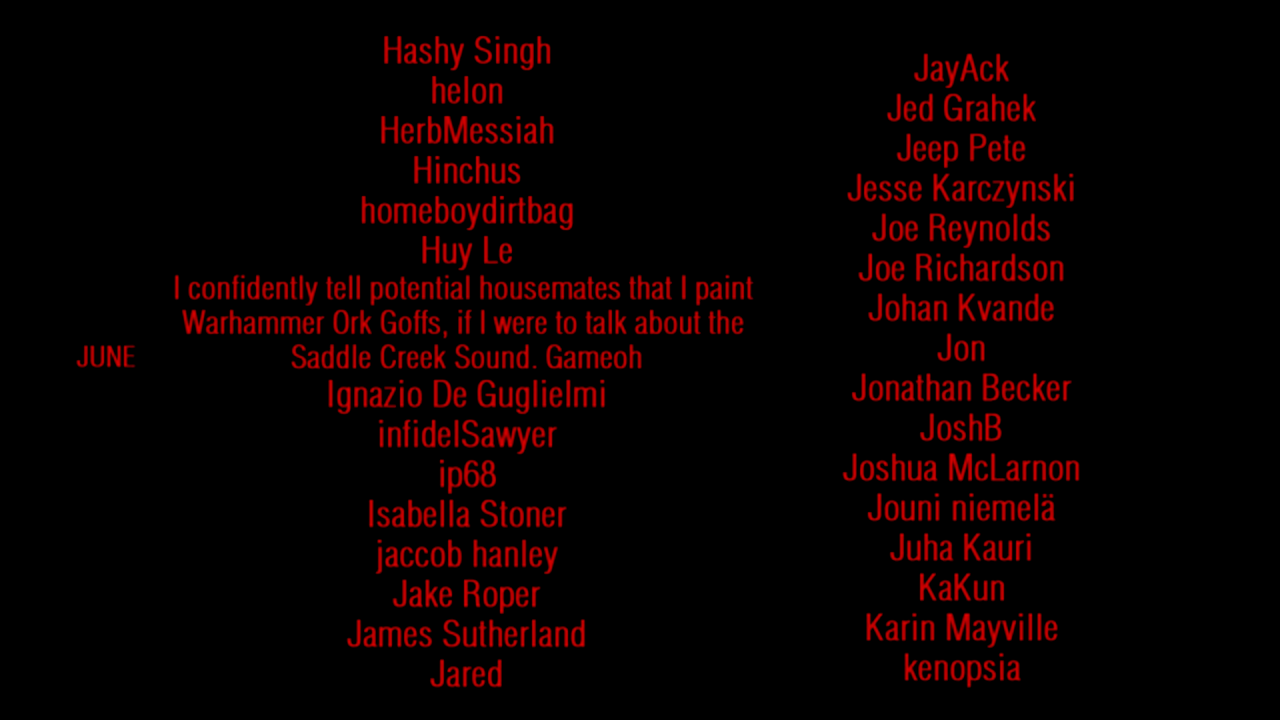 Hashy Singh
helon
HerbMessiah
Hinchus
homeboydirtbag
Huy Le
I confidently tell potential housemates that I paint
Warhammer Ork Goffs, if I were to talk about the
Saddle Creek Sound. Gameoh
Ignazio De Guglielmi
infidelSawyer
ip68
Isabella Stoner
jaccob hanley
Jake Roper
James Sutherland
Jared
JUNE
JayAck
Jed Grahek
Jeep Pete
Jesse Karczynski
Joe Reynolds
Joe Richardson
Johan Kvande
Jon
Jonathan Becker
JoshB
Joshua McLarnon
Jouni niemelä
Juha Kauri
KaKun
Karin Mayville
kenopsia